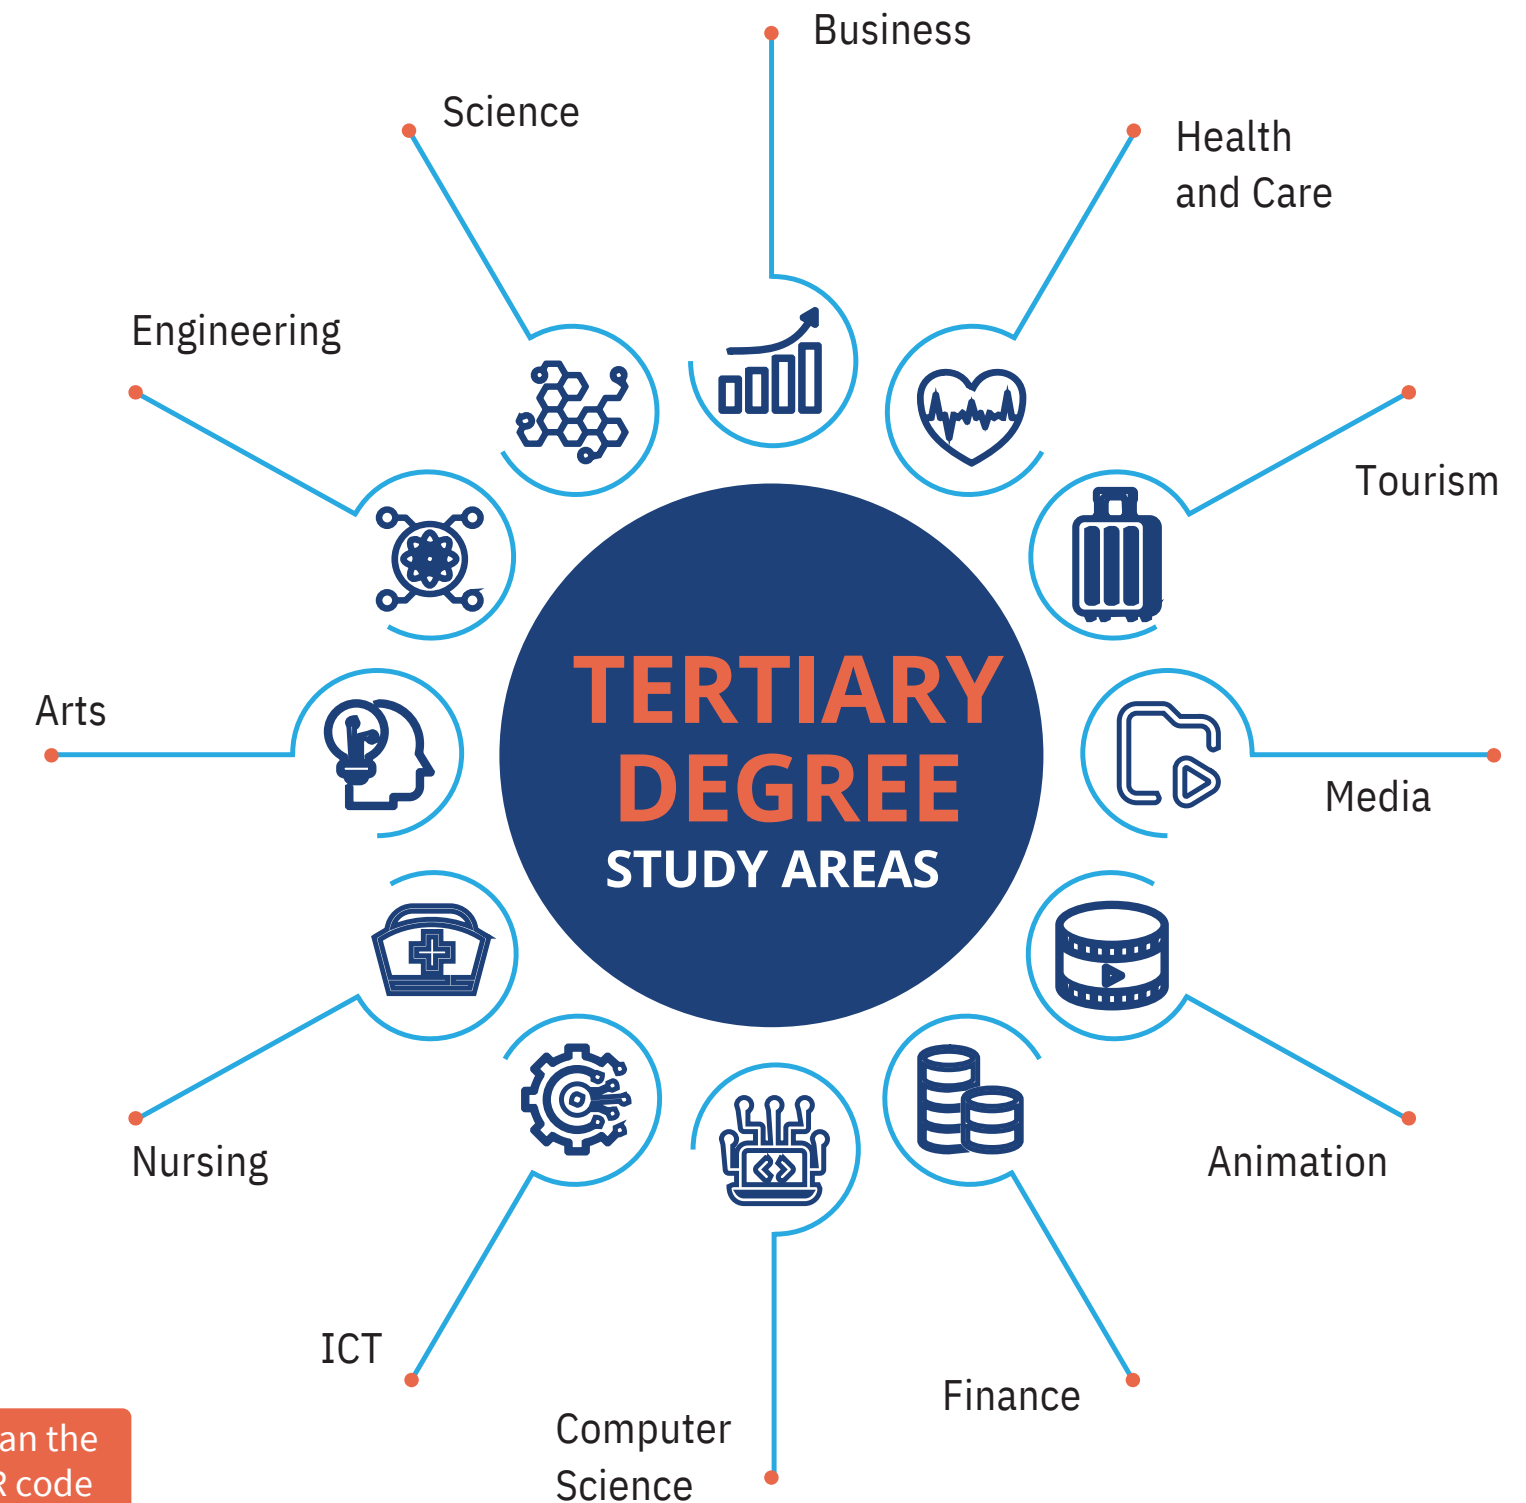 Business
Science
Health
and Care
Engineering
Tourism
TERTIARY
DEGREE
STUDY AREAS
Arts
Media
Nursing
Animation
ICT
Finance
Computer
Science
an the
R code